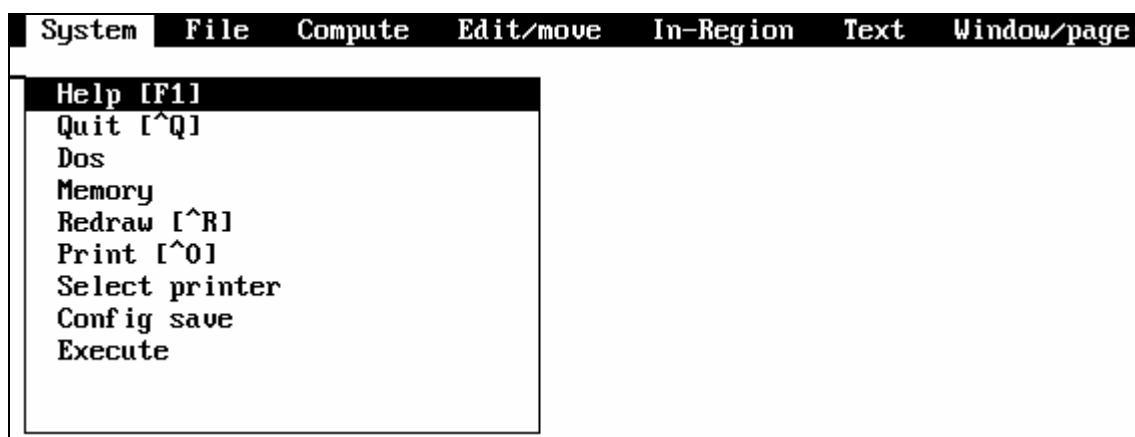 System File Compute Edit/move In-Region Text Window/page
Help [F1]
Quit [^Q]
Dos
Memory
Redraw [^R]
Print [^O]
Select printer
Config save
Execute